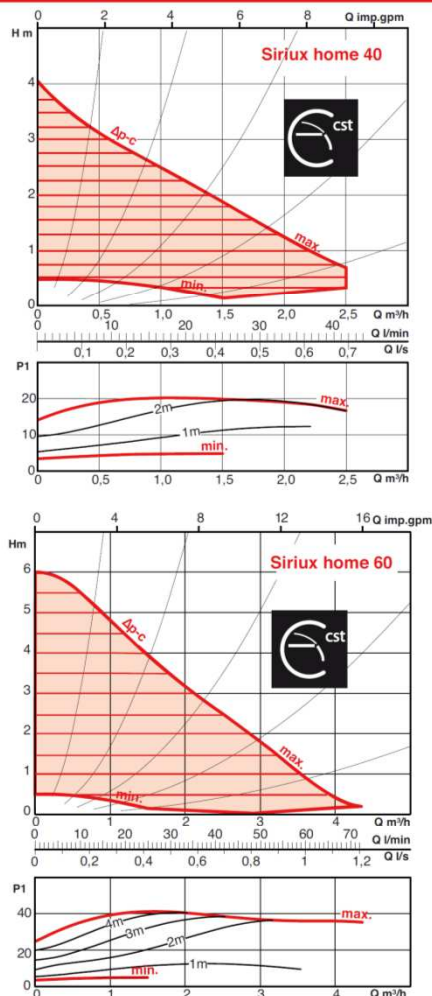 0 2 4 6 8 Q imp.gpm
H m
Siriux home 40
4
Δp-c
cst
3
2
1
max.
min.
0
0 0,5 1,0 1,5 2,0 2,5 Q m³/h
0 10 20 30 40 Q l/min
0,1 0,2 0,3 0,4 0,5 0,6 0,7 Q l/s
P1
20
2m
max.
10
1m
min.
0
0 0,5 1,0 1,5 2,0 2,5 Q m³/h
0 4 8 12 16 Q imp.gpm
Hm
Siriux home 60
6
5
Δp-c
cst
4
3
2
max.
1
min.
0
0 1 2 3 4 Q m³/h
0 10 20 30 40 50 60 70 Q l/min
0 0,2 0,4 0,6 0,8 1 1,2 Q l/s
P1
40
4m
3m
max.
20
2m
1m
min.
0
0 1 2 3 4 Q m³/h